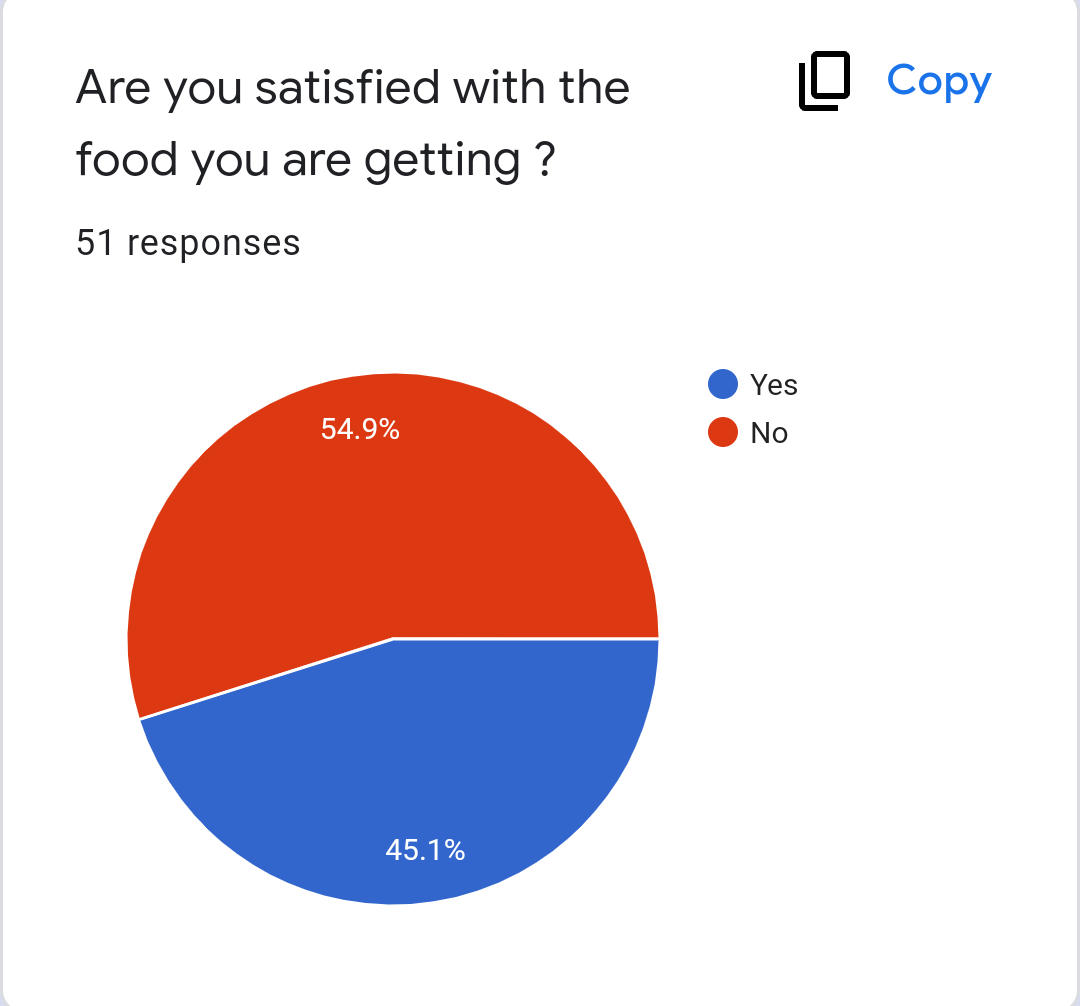 Are you satisfied with the
food you are getting ?
Copy
51 responses
Yes
No
54.9%
45.1%